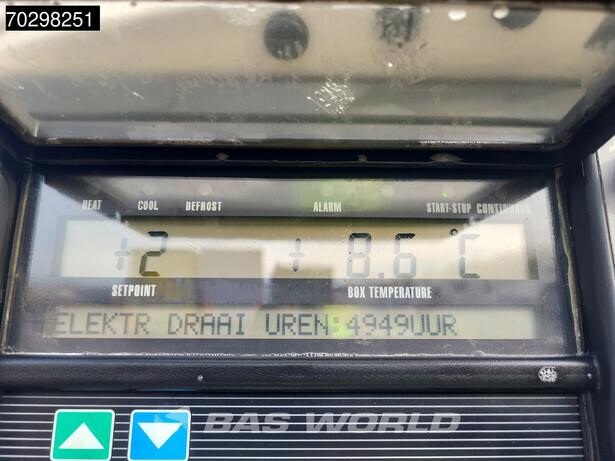 70298251
HEAT COOL DEFROST ALARM START-STOP CONTINUOUS
+2 + 8.6 °C
SETPOINT BOX TEMPERATURE
ELEKTR DRAAI UREN:4949UUR
BAS WORLD